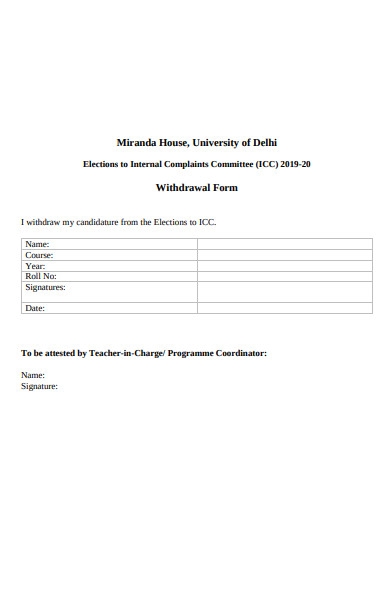 Miranda House, University of Delhi
Elections to Internal Complaints Committee (ICC) 2019-20
Withdrawal Form
I withdraw my candidature from the Elections to ICC.
Name:
Course:
Year:
Roll No:
Signatures:
Date:
To be attested by Teacher-in-Charge/ Programme Coordinator:
Name:
Signature: